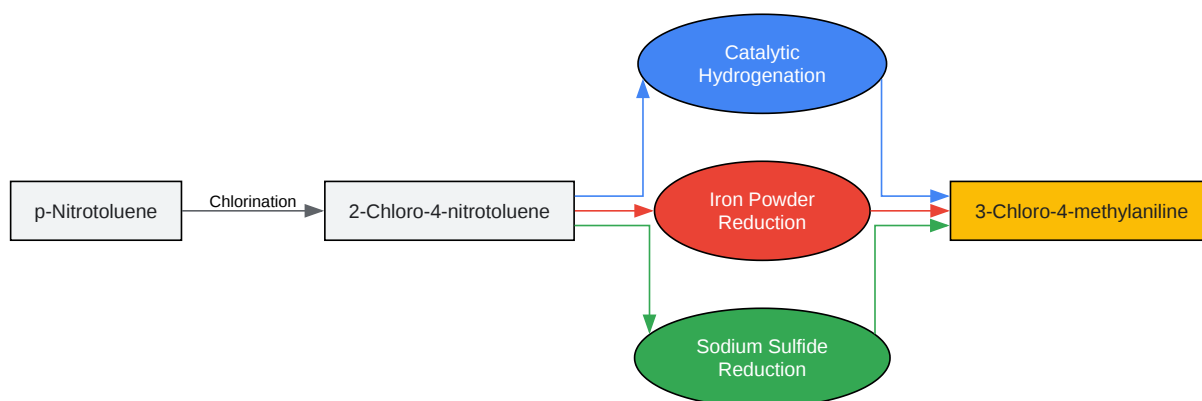 Catalytic
Hydrogenation
p-Nitrotoluene
Chlorination
2-Chloro-4-nitrotoluene
Iron Powder
Reduction
3-Chloro-4-methylaniline
Sodium Sulfide
Reduction